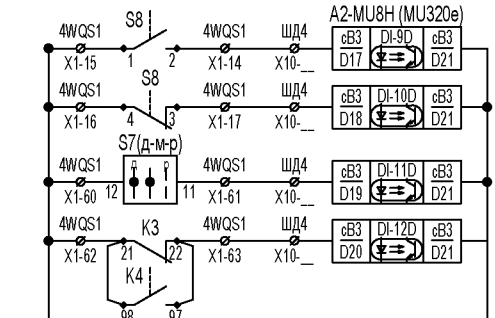 A2-MU8H (MU320e)
4WQS1 S8 4WQS1 ШД4 cB3 DI-9D cB3
X1-15 1 2 X1-14 X10-__ D17 D21
4WQS1 S8 4WQS1 ШД4 cB3 DI-10D cB3
X1-16 4 3 X1-17 X10-__ D18 D21
S7(д-м-р)
4WQS1 д р 4WQS1 ШД4 cB3 DI-11D cB3
X1-60 12 11 X1-61 X10-__ D19 D21
4WQS1 K3 4WQS1 ШД4 cB3 DI-12D cB3
X1-62 21 22 X1-63 X10-__ D20 D21
K4
98 97